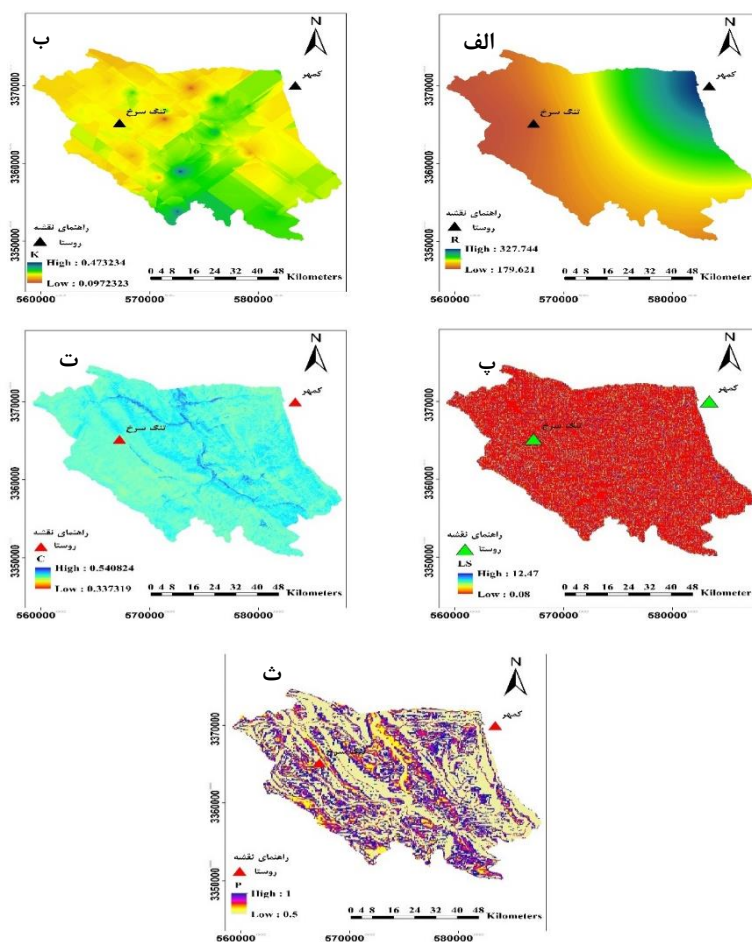 الف
N
کمهر
تنگ سرخ
3370000
3360000
3350000
راهنمای نقشه
روستا
R
High : 327.744
Low : 179.621
0 4 8 16 24 32 40 48
Kilometers
560000 570000 580000
ب
N
کمهر
تنگ سرخ
3370000
3360000
3350000
راهنمای نقشه
روستا
K
High : 0.473234
Low : 0.0972323
0 4 8 16 24 32 40 48
Kilometers
560000 570000 580000
پ
N
کمهر
تنگ سرخ
3370000
3360000
3350000
راهنمای نقشه
روستا
LS
High : 12.47
Low : 0.08
0 4 8 16 24 32 40 48
Kilometers
560000 570000 580000
ت
N
کمهر
تنگ سرخ
3370000
3360000
3350000
راهنمای نقشه
روستا
C
High : 0.540824
Low : 0.337319
0 4 8 16 24 32 40 48
Kilometers
560000 570000 580000
ث
N
کمهر
3370000
3360000
3350000
راهنمای نقشه
روستا
P
High : 1
Low : 0.5
0 4 8 16 24 32 40 48
Kilometers
560000 570000 580000